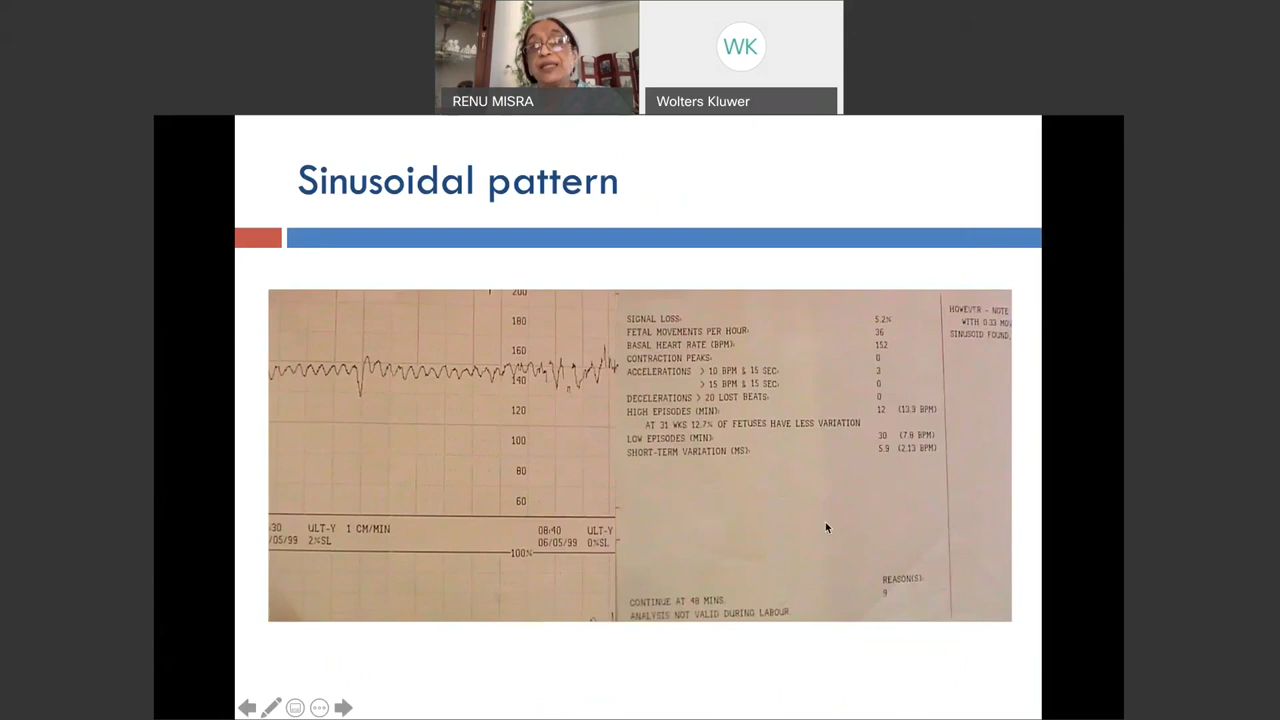 RENU MISRA
WK
Wolters Kluwer
Sinusoidal pattern
200
180
160
140
120
100
80
60
:30 ULT-Y 1 CM/MIN 08:40 ULT-Y
/05/99 2%SL 06/05/99 0%SL
100%
SIGNAL LOSS: 5.2%
FETAL MOVEMENTS PER HOUR: 36
BASAL HEART RATE (BPM): 152
CONTRACTION PEAKS: 0
ACCELERATIONS > 10 BPM & 15 SEC: 3
> 15 BPM & 15 SEC: 0
DECELERATIONS > 20 LOST BEATS: 0
HIGH EPISODES (MIN): 12 (13.9 BPM)
AT 31 WKS 12.7% OF FETUSES HAVE LESS VARIATION
LOW EPISODES (MIN): 30 (7.8 BPM)
SHORT-TERM VARIATION (MS): 5.9 (2.13 BPM)
REASON(S):
9
CONTINUE AT 48 MINS.
ANALYSIS NOT VALID DURING LABOUR.
HOWEVER - NOTE
WITH 0.33 MO
SINUSOID FOUND,